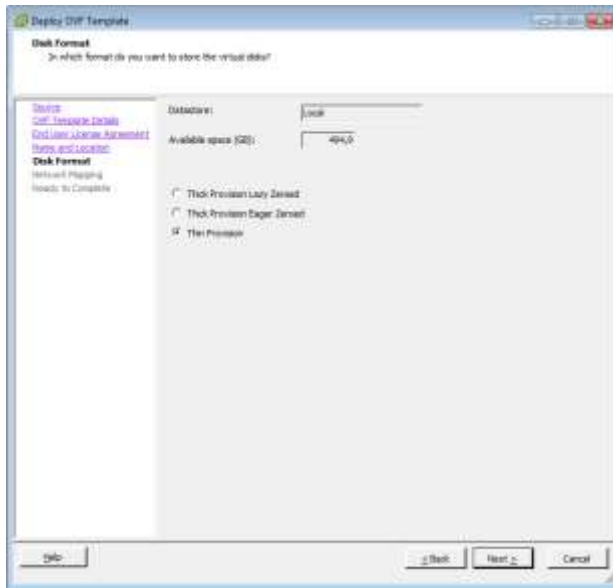 Deploy OVF Template
Disk Format
In which format do you want to store the virtual disks?
Source
OVF Template Details
End User License Agreement
Name and Location
Disk Format
Network Mapping
Ready to Complete
Datastore:
Local
Available space (GB):
494,0
Thick Provision Lazy Zeroed
Thick Provision Eager Zeroed
Thin Provision
Help
< Back
Next >
Cancel